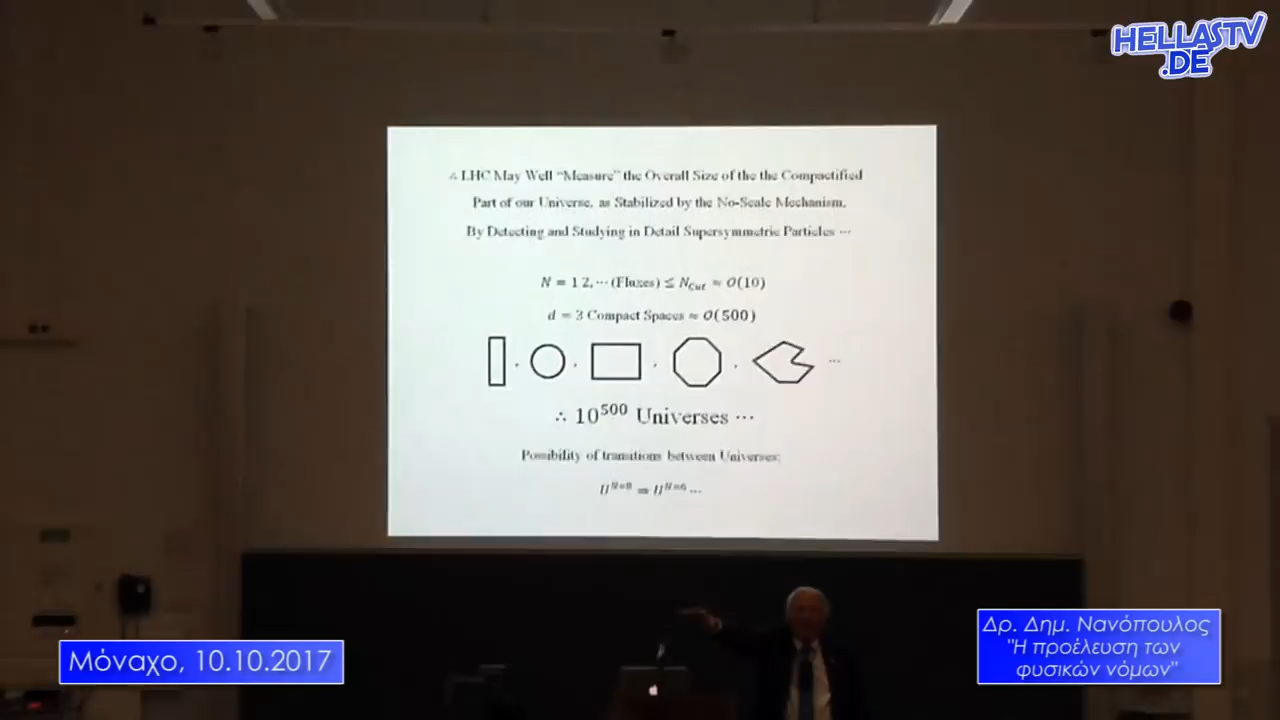 HELLASTV
.DE
∴ LHC May Well “Measure” the Overall Size of the the Compactified
Part of our Universe, as Stabilized by the No-Scale Mechanism,
By Detecting and Studying in Detail Supersymmetric Particles ···
N = 1 2, ··· (Fluxes) ≤ N_Cut ≈ O(10)
d = 3 Compact Spaces ≈ O(500)
, , , , ···
∴ 10^500 Universes ···
Possibility of transitions between Universes:
Μόναχο, 10.10.2017
Δρ. Δημ. Νανόπουλος
"Η προέλευση των
φυσικών νόμων"